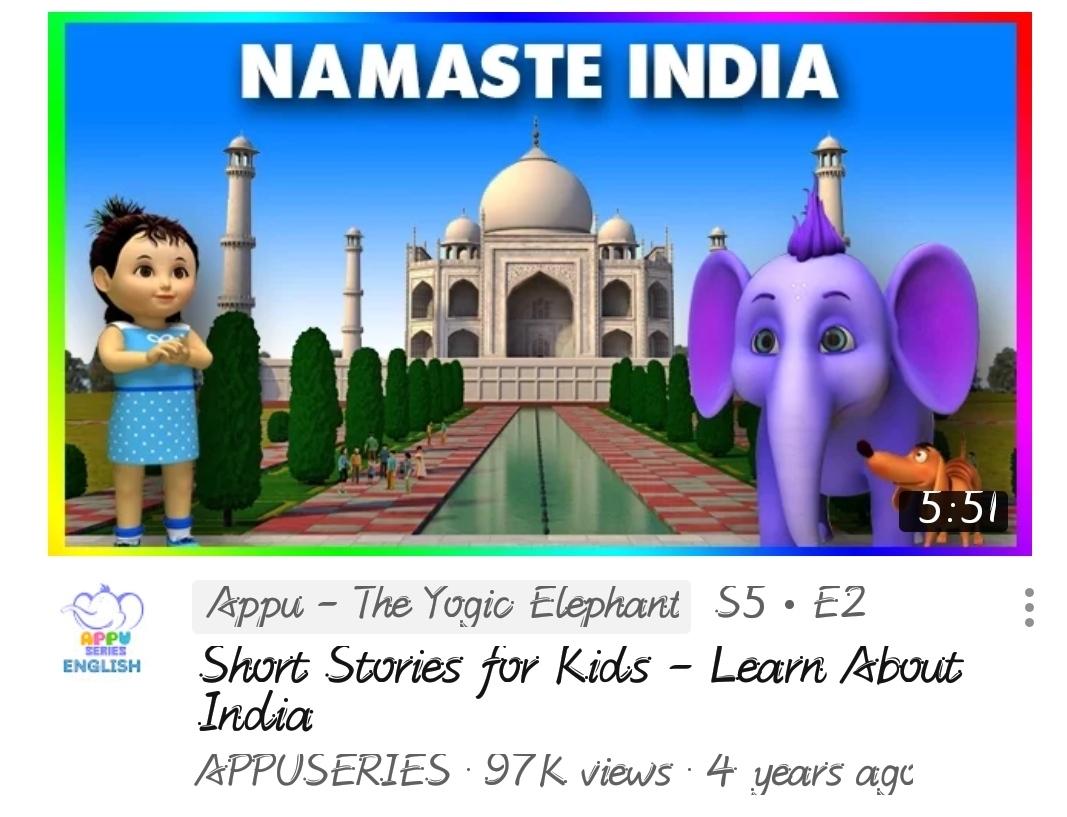 NAMASTE INDIA
5:51
APPU
SERIES
ENGLISH
Appu - The Yogic Elephant S5 • E2
Short Stories for Kids - Learn About
India
APPUSERIES · 97K views · 4 years ago